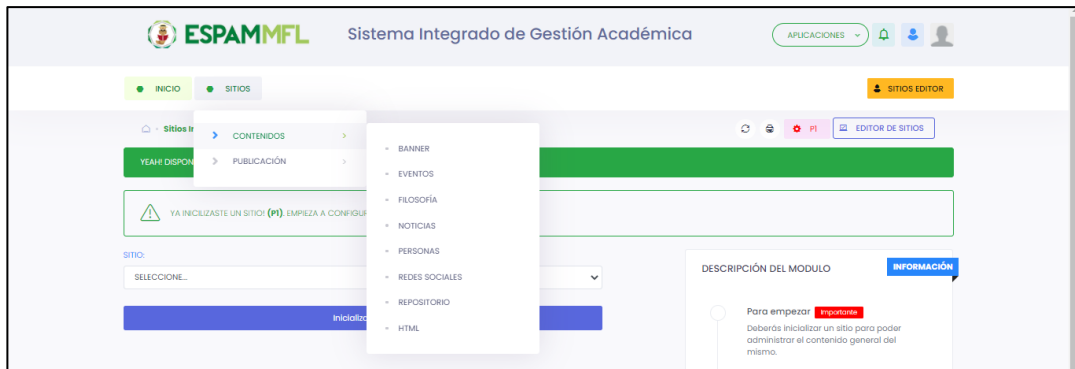 ESPAMMFL
Sistema Integrado de Gestión Académica
APLICACIONES
INICIO
SITIOS
SITIOS EDITOR
Sitios
CONTENIDOS
PUBLICACIÓN
P1
EDITOR DE SITIOS
BANNER
EVENTOS
FILOSOFÍA
NOTICIAS
PERSONAS
REDES SOCIALES
REPOSITORIO
HTML
YEAH! DISPON
YA INICILIZASTE UN SITIO! (P1). EMPIEZA A CONFIGUR
SITIO:
SELECCIONE...
Inicializ
DESCRIPCIÓN DEL MODULO
INFORMACIÓN
Para empezar Importante
Deberás inicializar un sitio para poder
administrar el contenido general del
mismo.